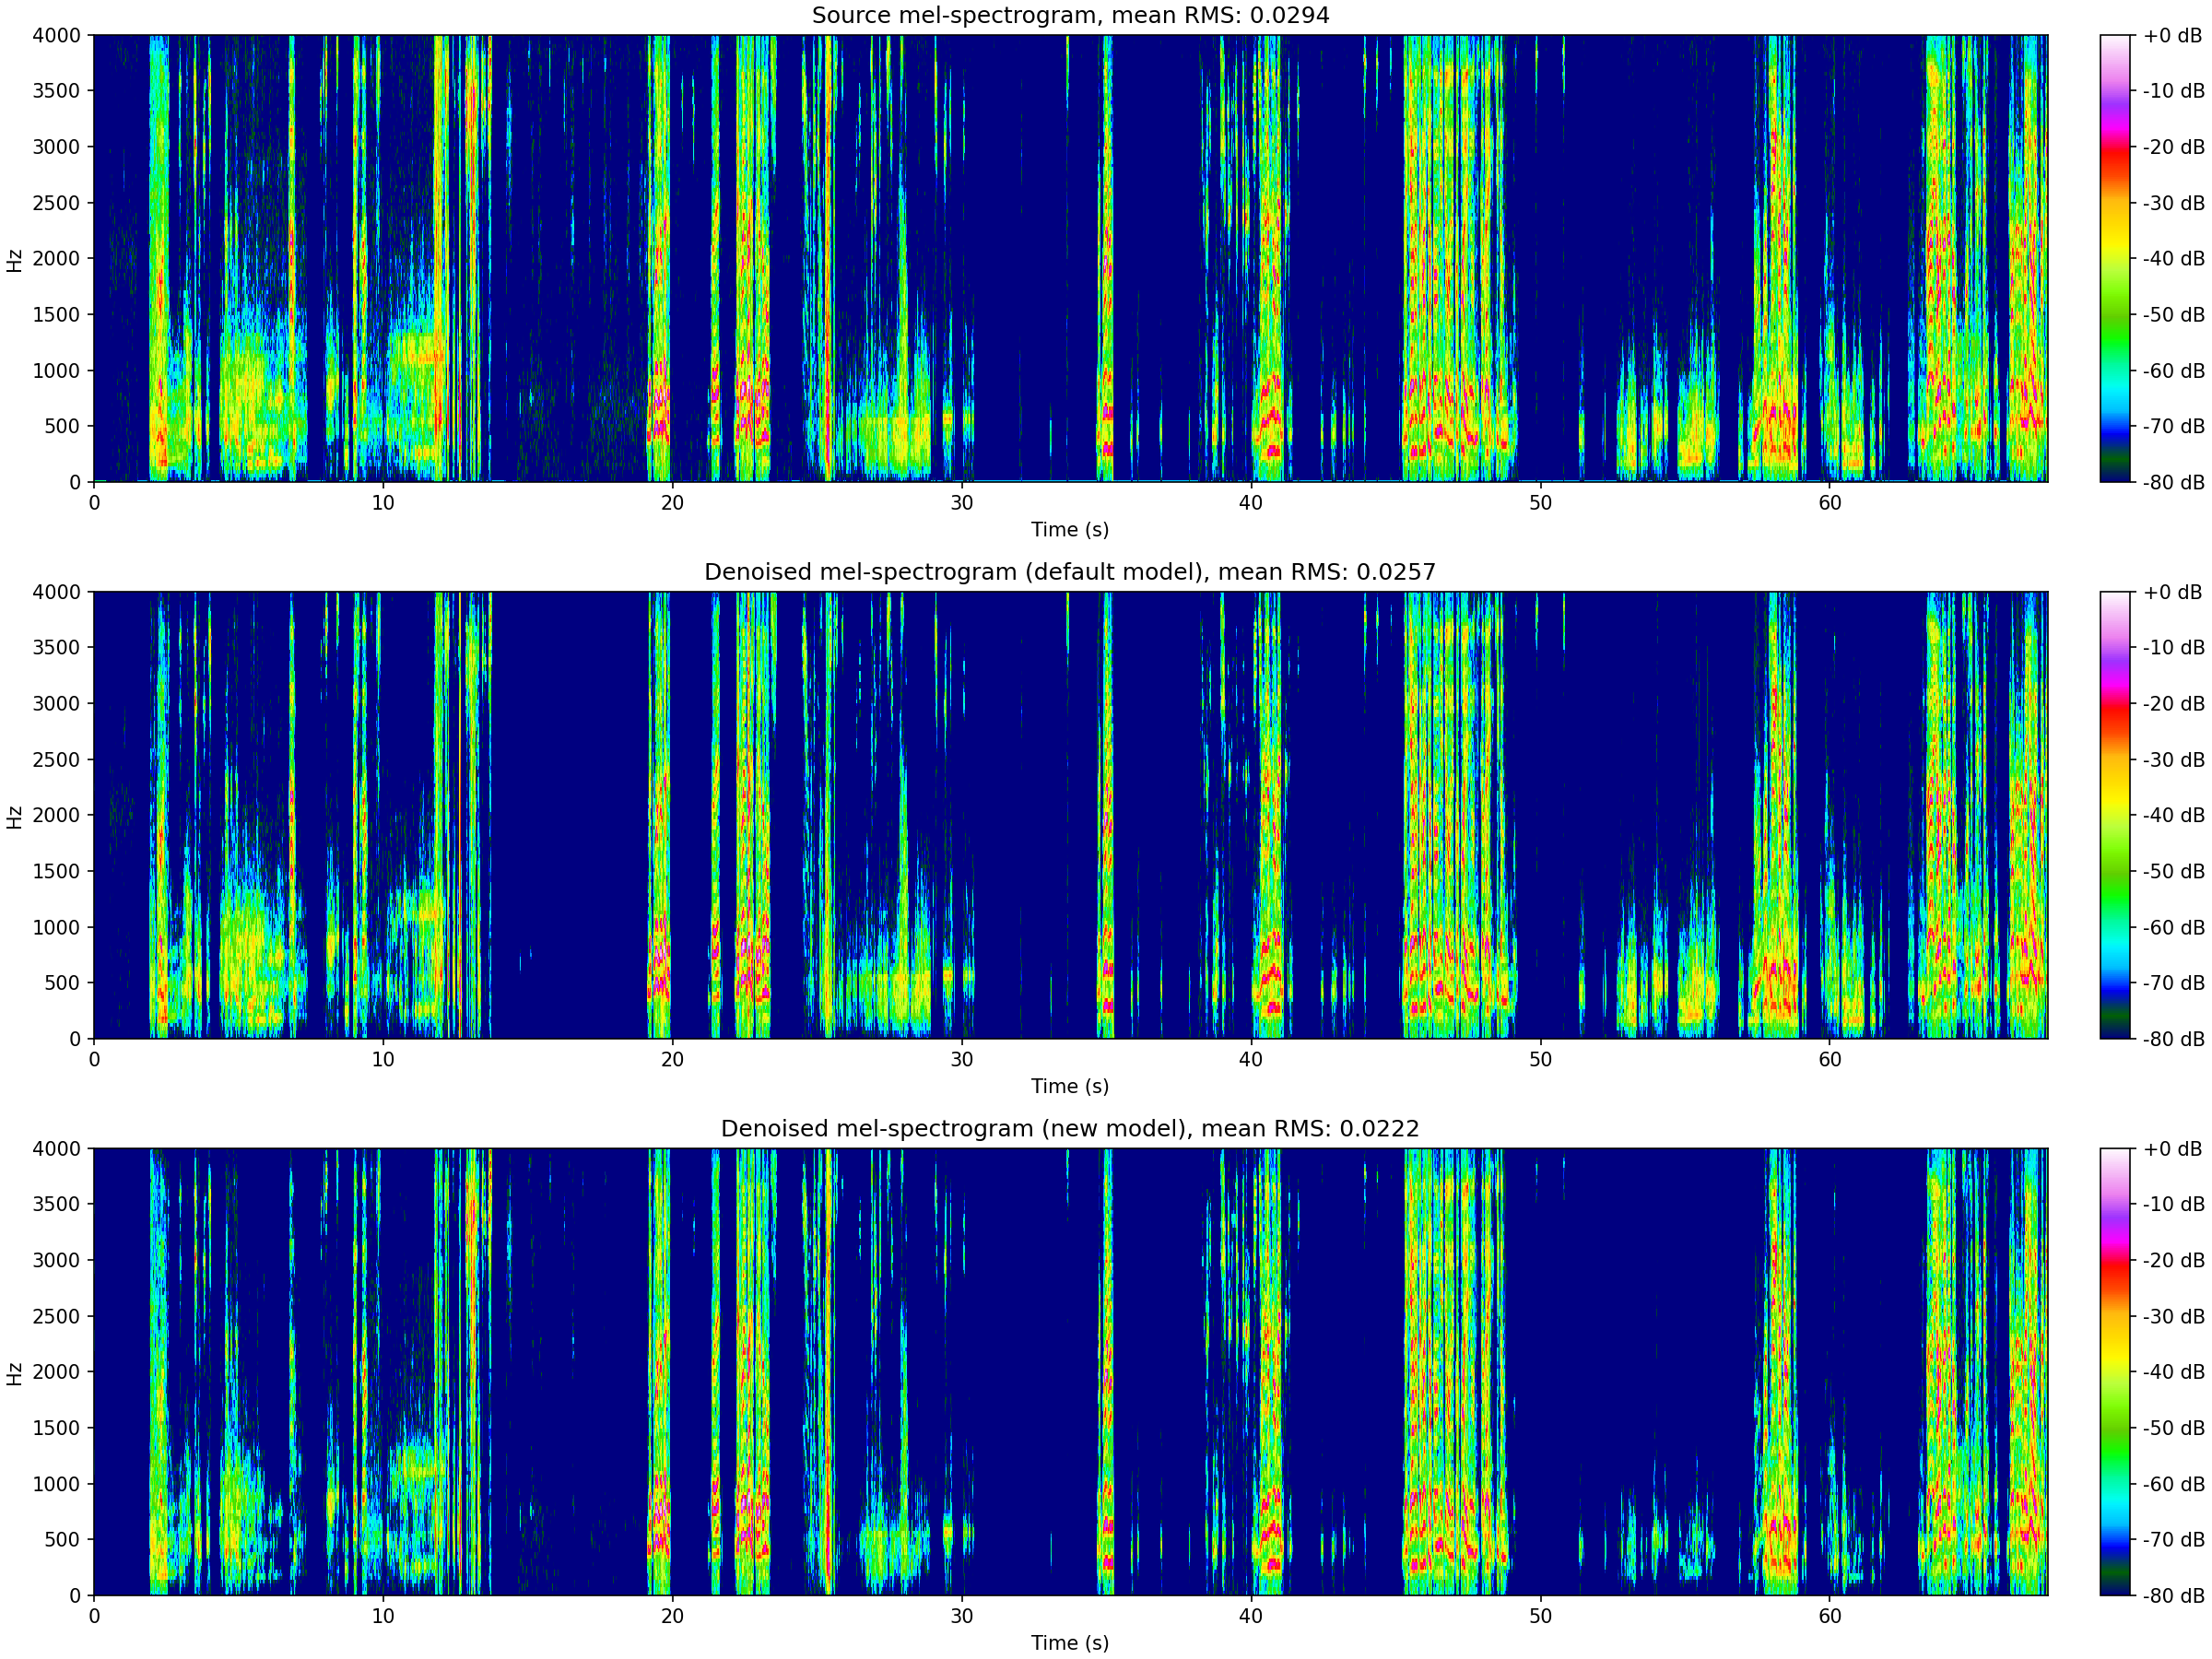 Source mel-spectrogram, mean RMS: 0.0294
4000
3500
3000
2500
2000
1500
1000
500
0
Hz
0 10 20 30 40 50 60
Time (s)
+0 dB
-10 dB
-20 dB
-30 dB
-40 dB
-50 dB
-60 dB
-70 dB
-80 dB
Denoised mel-spectrogram (default model), mean RMS: 0.0257
4000
3500
3000
2500
2000
1500
1000
500
0
Hz
0 10 20 30 40 50 60
Time (s)
+0 dB
-10 dB
-20 dB
-30 dB
-40 dB
-50 dB
-60 dB
-70 dB
-80 dB
Denoised mel-spectrogram (new model), mean RMS: 0.0222
4000
3500
3000
2500
2000
1500
1000
500
0
Hz
0 10 20 30 40 50 60
Time (s)
+0 dB
-10 dB
-20 dB
-30 dB
-40 dB
-50 dB
-60 dB
-70 dB
-80 dB